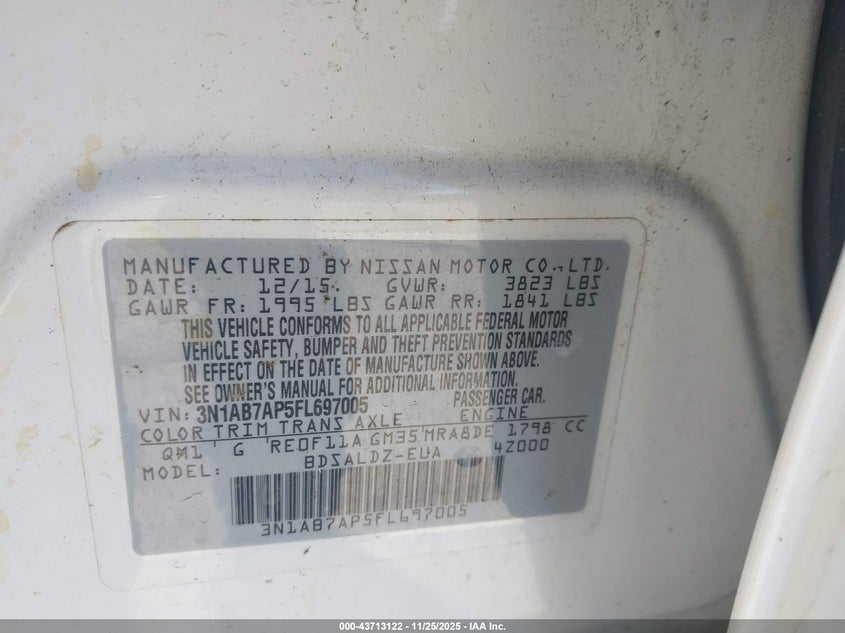 MANUFACTURED BY NISSAN MOTOR CO., LTD.
DATE: 12/15 GVWR: 3823 LBS
GAWR FR: 1995 LBS GAWR RR: 1841 LBS
THIS VEHICLE CONFORMS TO ALL APPLICABLE FEDERAL MOTOR
VEHICLE SAFETY, BUMPER AND THEFT PREVENTION STANDARDS
IN EFFECT ON THE DATE OF MANUFACTURE SHOWN ABOVE.
SEE OWNER'S MANUAL FOR ADDITIONAL INFORMATION.
VIN: 3N1AB7AP5FL697005 PASSENGER CAR.
COLOR TRIM TRANS AXLE ENGINE
QM1 G RE0F11A GM35 MRA8DE 1798 CC
MODEL: BDSALDZ-EUA 4Z000
3N1AB7AP5FL697005
000-43713122 - 11/25/2025 - IAA Inc.